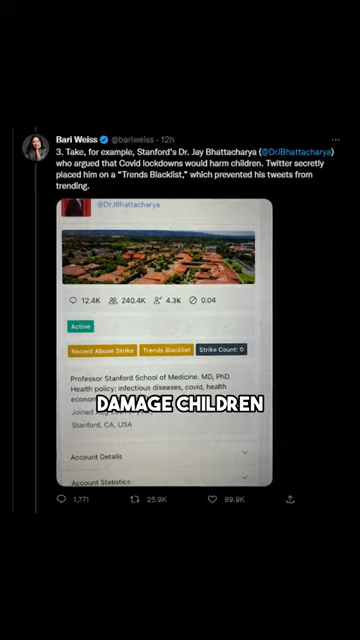 Bari Weiss @bariweiss · 12h
3. Take, for example, Stanford's Dr. Jay Bhattacharya (@DrJBhattacharya)
who argued that Covid lockdowns would harm children. Twitter secretly
placed him on a "Trends Blacklist," which prevented his tweets from
trending.
@DrJBhattacharya
12.4K 240.4K 4.3K 0.04
Active
Recent Abuse Strike Trends Blacklist Strike Count: 0
Professor Stanford School of Medicine. MD, PhD.
Health policy: infectious diseases, covid, health
DAMAGE CHILDREN
Joined
Stanford, CA, USA
Account Details
Account Statistics
1,771 25.9K 89.9K